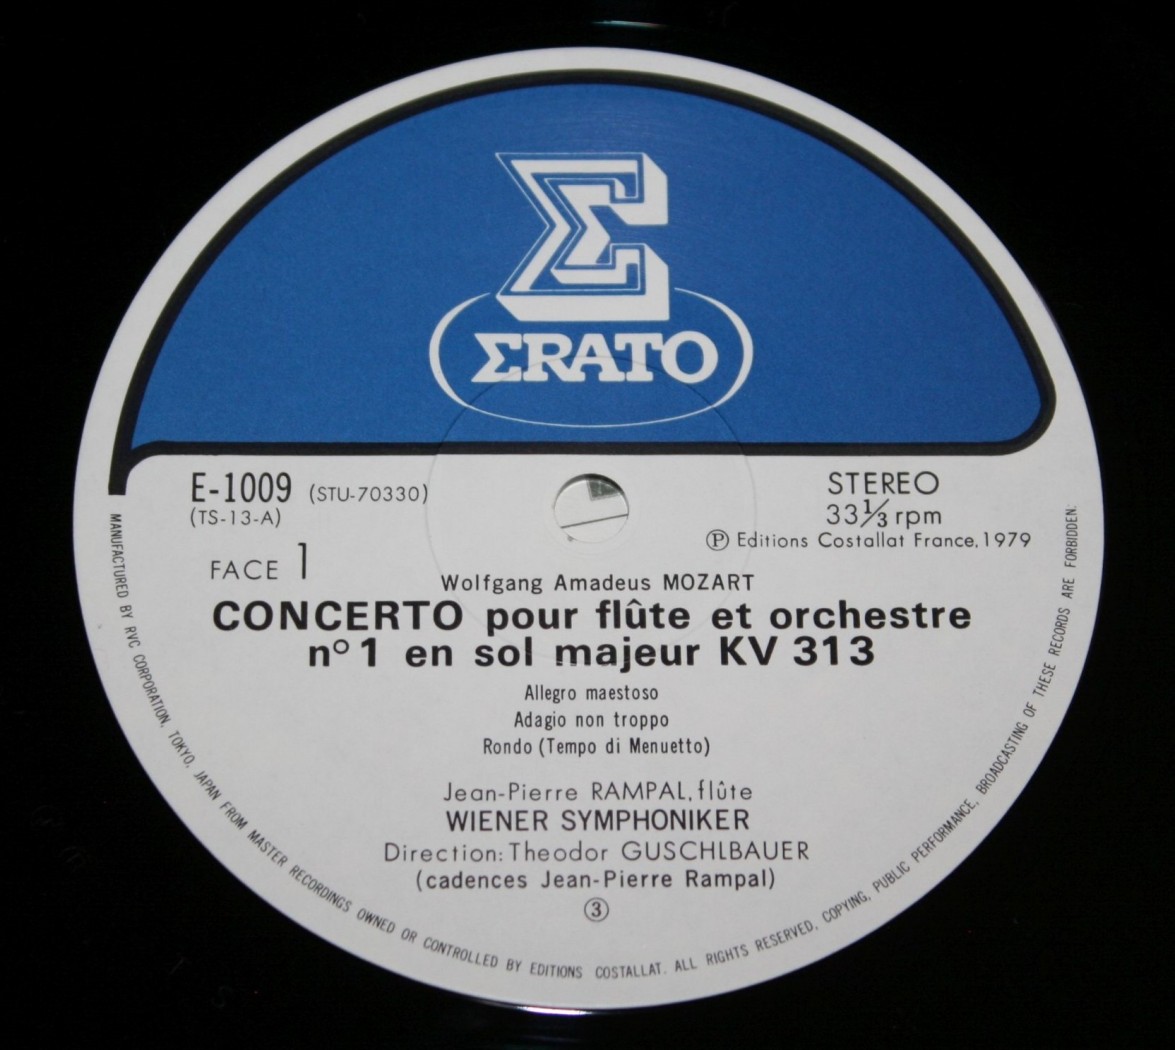 Σ
ΣRATO
E-1009 (STU-70330)
(TS-13-A)
STEREO
33 1/3 rpm
Ⓟ Editions Costallat France, 1979
FACE 1
Wolfgang Amadeus MOZART
CONCERTO pour flûte et orchestre
n° 1 en sol majeur KV 313
Allegro maestoso
Adagio non troppo
Rondo (Tempo di Menuetto)
Jean-Pierre RAMPAL, flûte
WIENER SYMPHONIKER
Direction: Theodor GUSCHLBAUER
(cadences Jean-Pierre Rampal)
③
MANUFACTURED BY RVC CORPORATION, TOKYO, JAPAN FROM MASTER RECORDINGS OWNED OR CONTROLLED BY EDITIONS COSTALLAT. ALL RIGHTS RESERVED, COPYING, PUBLIC PERFORMANCE, BROADCASTING OF THESE RECORDS ARE FORBIDDEN: